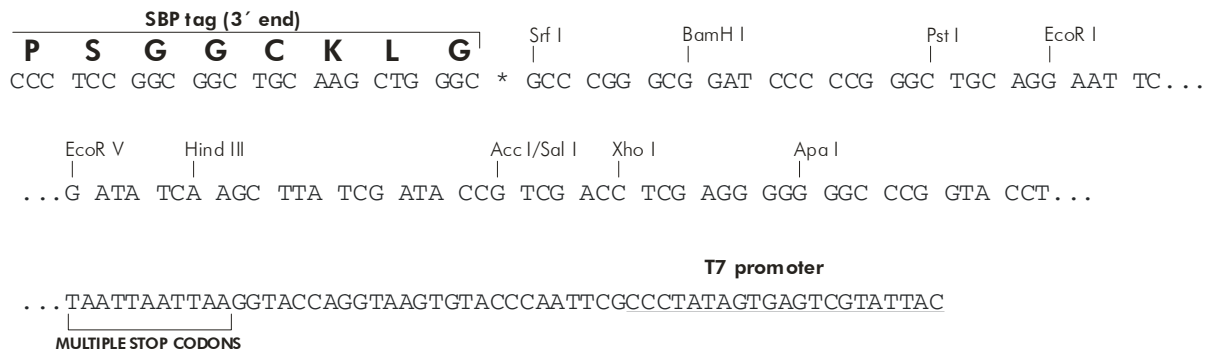 SBP tag (3´ end)
Srf I BamH I Pst I EcoR I
P S G G C K L G
CCC TCC GGC GGC TGC AAG CTG GGC * GCC CGG GCG GAT CCC CCG GGC TGC AGG AAT TC...
EcoR V Hind III Acc I/Sal I Xho I Apa I
...G ATA TCA AGC TTA TCG ATA CCG TCG ACC TCG AGG GGG GGC CCG GTA CCT...
T7 promoter
...TAATTAATTAAGGTACCAGGTAAGTGTACCCAATTCGCCCTATAGTGAGTCGTATTAC
MULTIPLE STOP CODONS